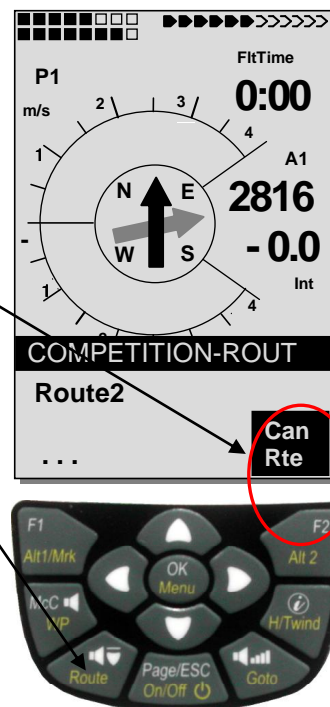 FltTime
P1
0:00
m/s
2
3
4
1
A1
N
E
2816
-
W
S
- 0.0
Int
1
4
COMPETITION-ROUT
Route2
Can
Rte
. . .
F1
F2
Alt1/Mrk
Alt 2
OK
Menu
McC
WP
H/Twind
Route
Page/ESC
On/Off
Goto